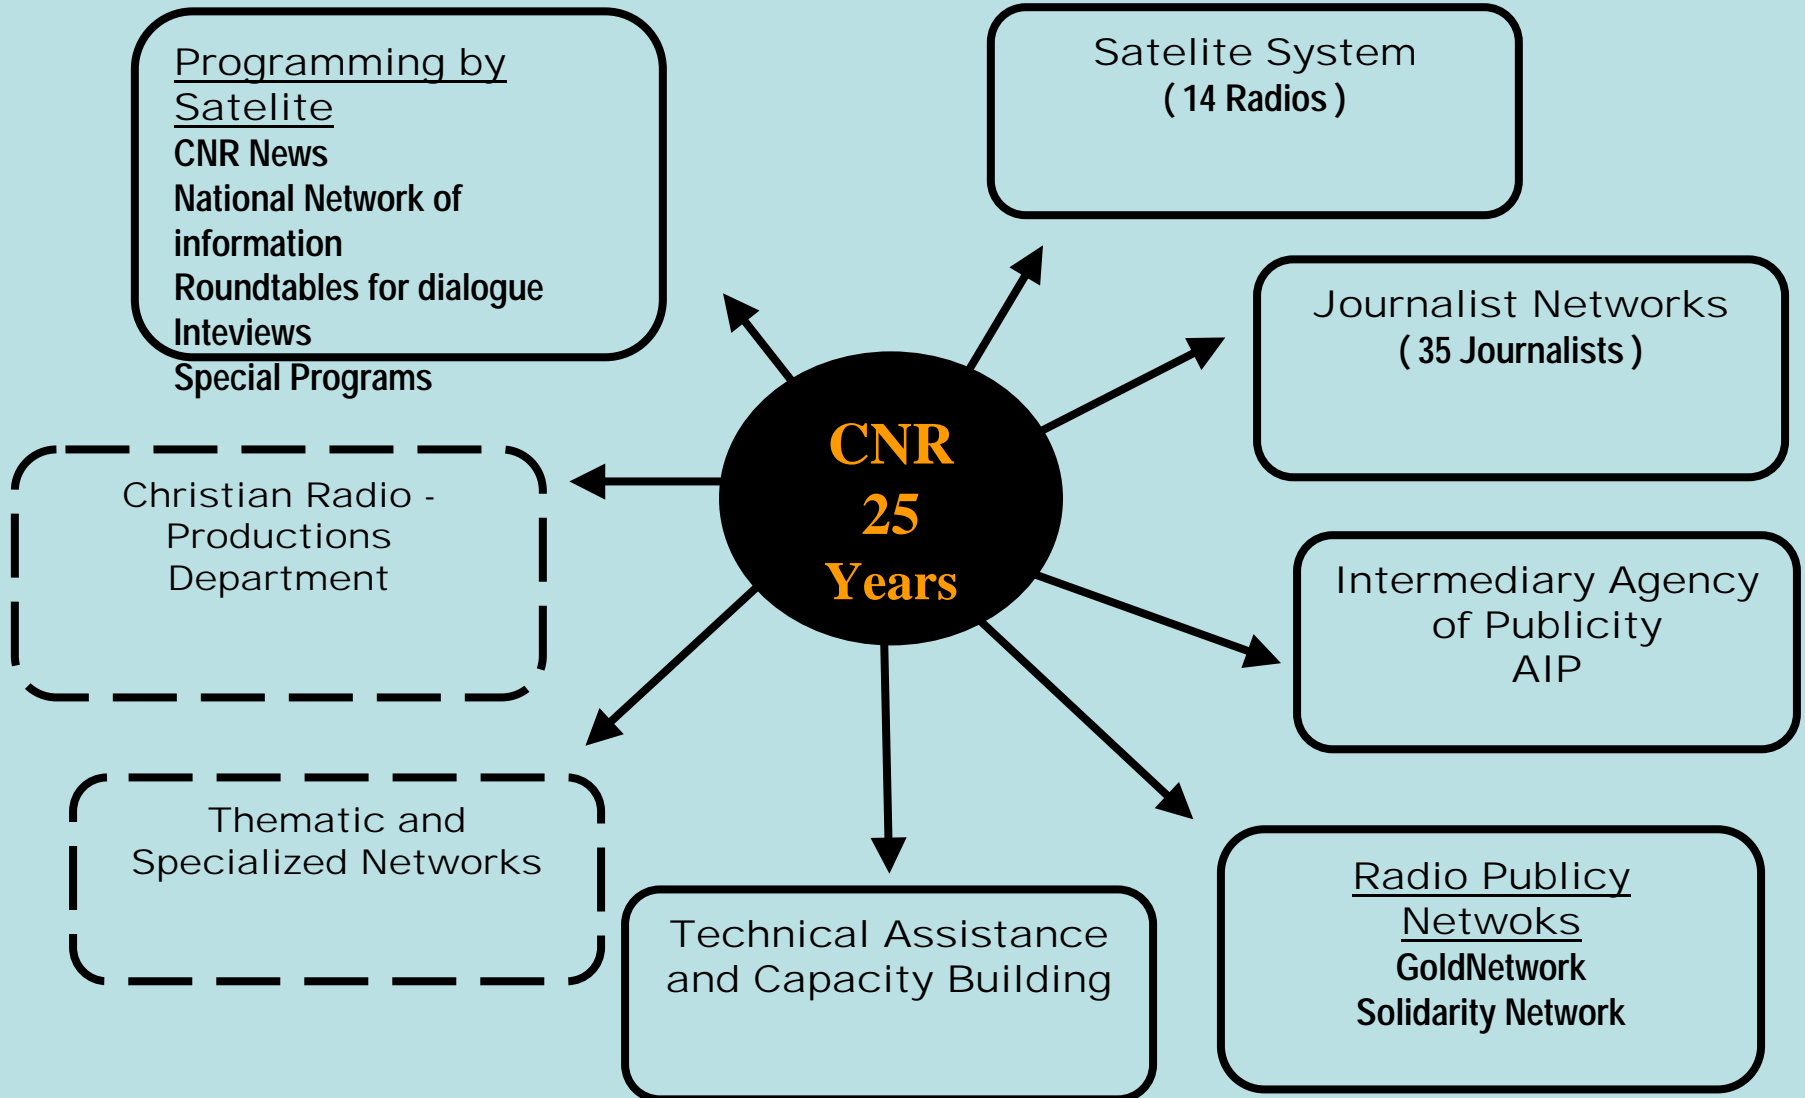 Programming by
Satelite
CNR News
National Network of
information
Roundtables for dialogue
Inteviews
Special Programs
Satelite System
( 14 Radios )
Journalist Networks
( 35 Journalists )
CNR
25
Years
Christian Radio -
Productions
Department
Intermediary Agency
of Publicity
AIP
Thematic and
Specialized Networks
Technical Assistance
and Capacity Building
Radio Publicy
Netwoks
GoldNetwork
Solidarity Network